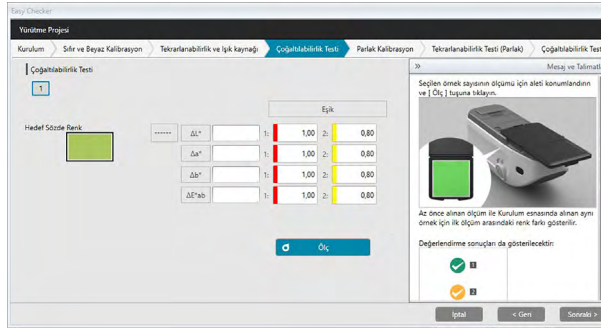 Easy Checker
Yürütme Projesi
Kurulum
Sıfır ve Beyaz Kalibrasyon
Tekrarlanabilirlik ve Işık kaynağı
Çoğaltılabilirlik Testi
Parlak Kalibrasyon
Tekrarlanabilirlik Testi (Parlak)
Çoğaltılabilirlik Test
Çoğaltılabilirlik Testi
1
» Mesaj ve Talimatl
Hedef Sözde Renk
Eşik
------ ΔL* 1: 1,00 2: 0,80
Δa* 1: 1,00 2: 0,80
Δb* 1: 1,00 2: 0,80
ΔE*ab 1: 1,00 2: 0,80
Ölç
Seçilen örnek sayısının ölçümü için aleti konumlandırın
ve [ Ölç ] tuşuna tıklayın.
Az önce alınan ölçüm ile Kurulum esnasında alınan aynı
örnek için ilk ölçüm arasındaki renk farkı gösterilir.
Değerlendirme sonuçları da gösterilecektir:
1
2
İptal
< Geri
Sonraki >